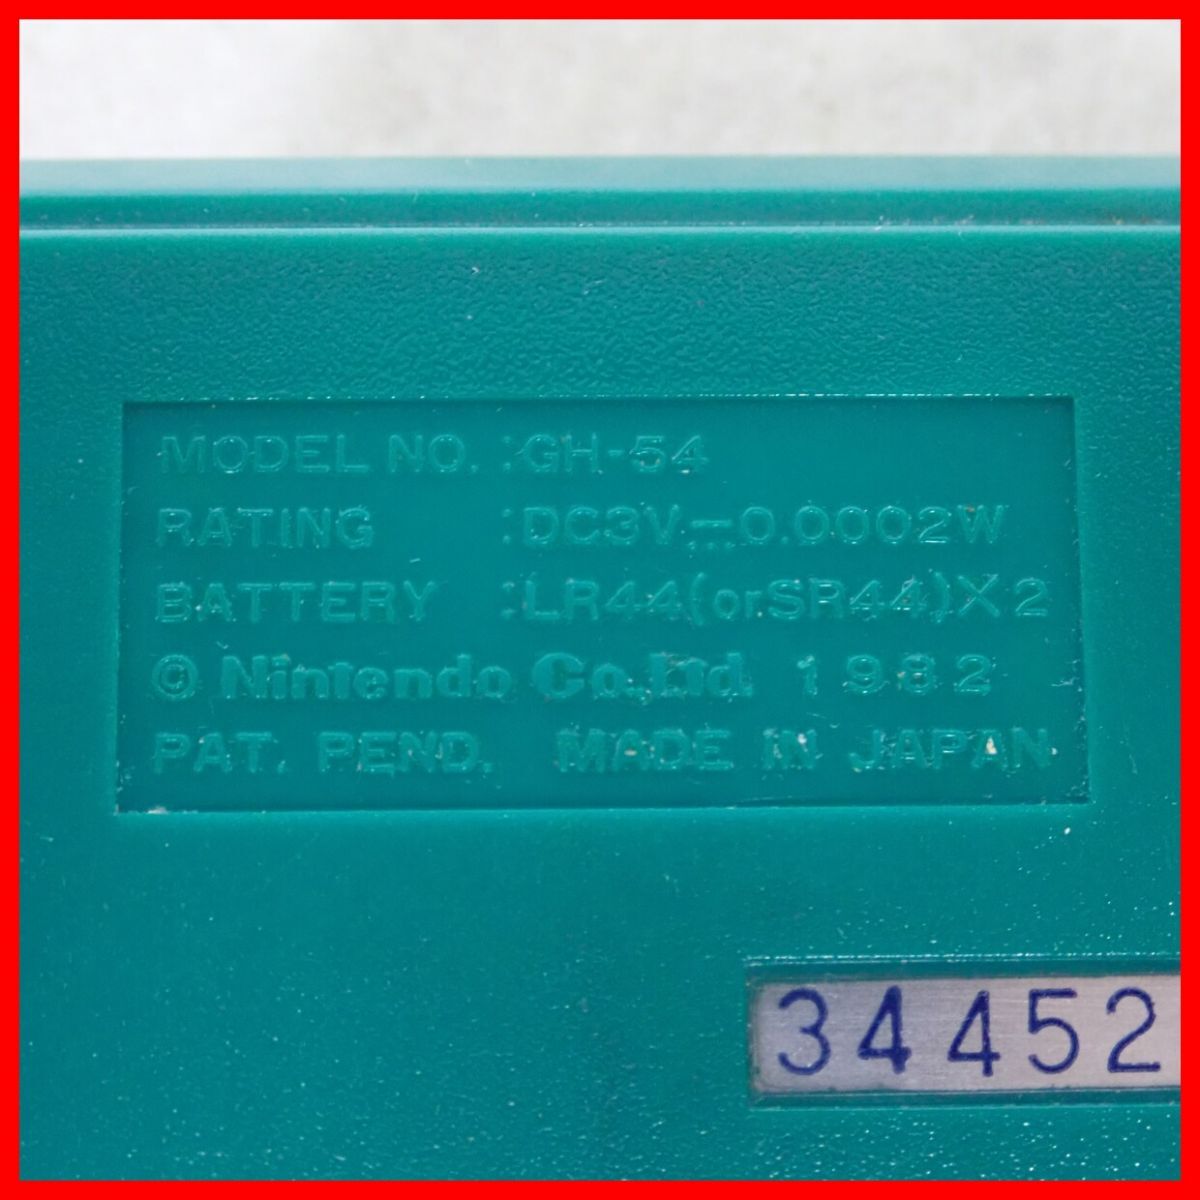 MODEL NO. :GH-54
RATING :DC3V⎓0.0002W
BATTERY :LR44(or SR44)X2
© Nintendo Co.,Ltd. 1982
PAT. PEND. MADE IN JAPAN
34452